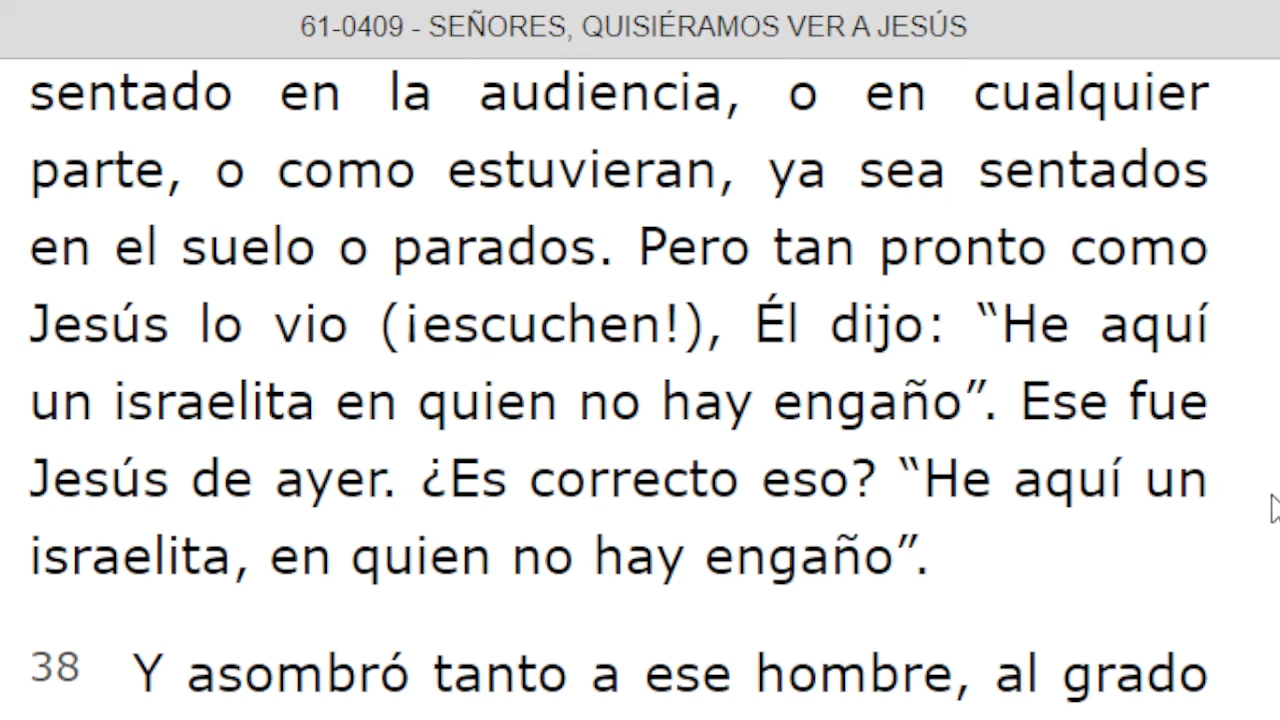 61-0409 - SEÑORES, QUISIÉRAMOS VER A JESÚS
sentado en la audiencia, o en cualquier
parte, o como estuvieran, ya sea sentados
en el suelo o parados. Pero tan pronto como
Jesús lo vio (¡escuchen!), Él dijo: “He aquí
un israelita en quien no hay engaño”. Ese fue
Jesús de ayer. ¿Es correcto eso? “He aquí un
israelita, en quien no hay engaño”.
38 Y asombró tanto a ese hombre, al grado